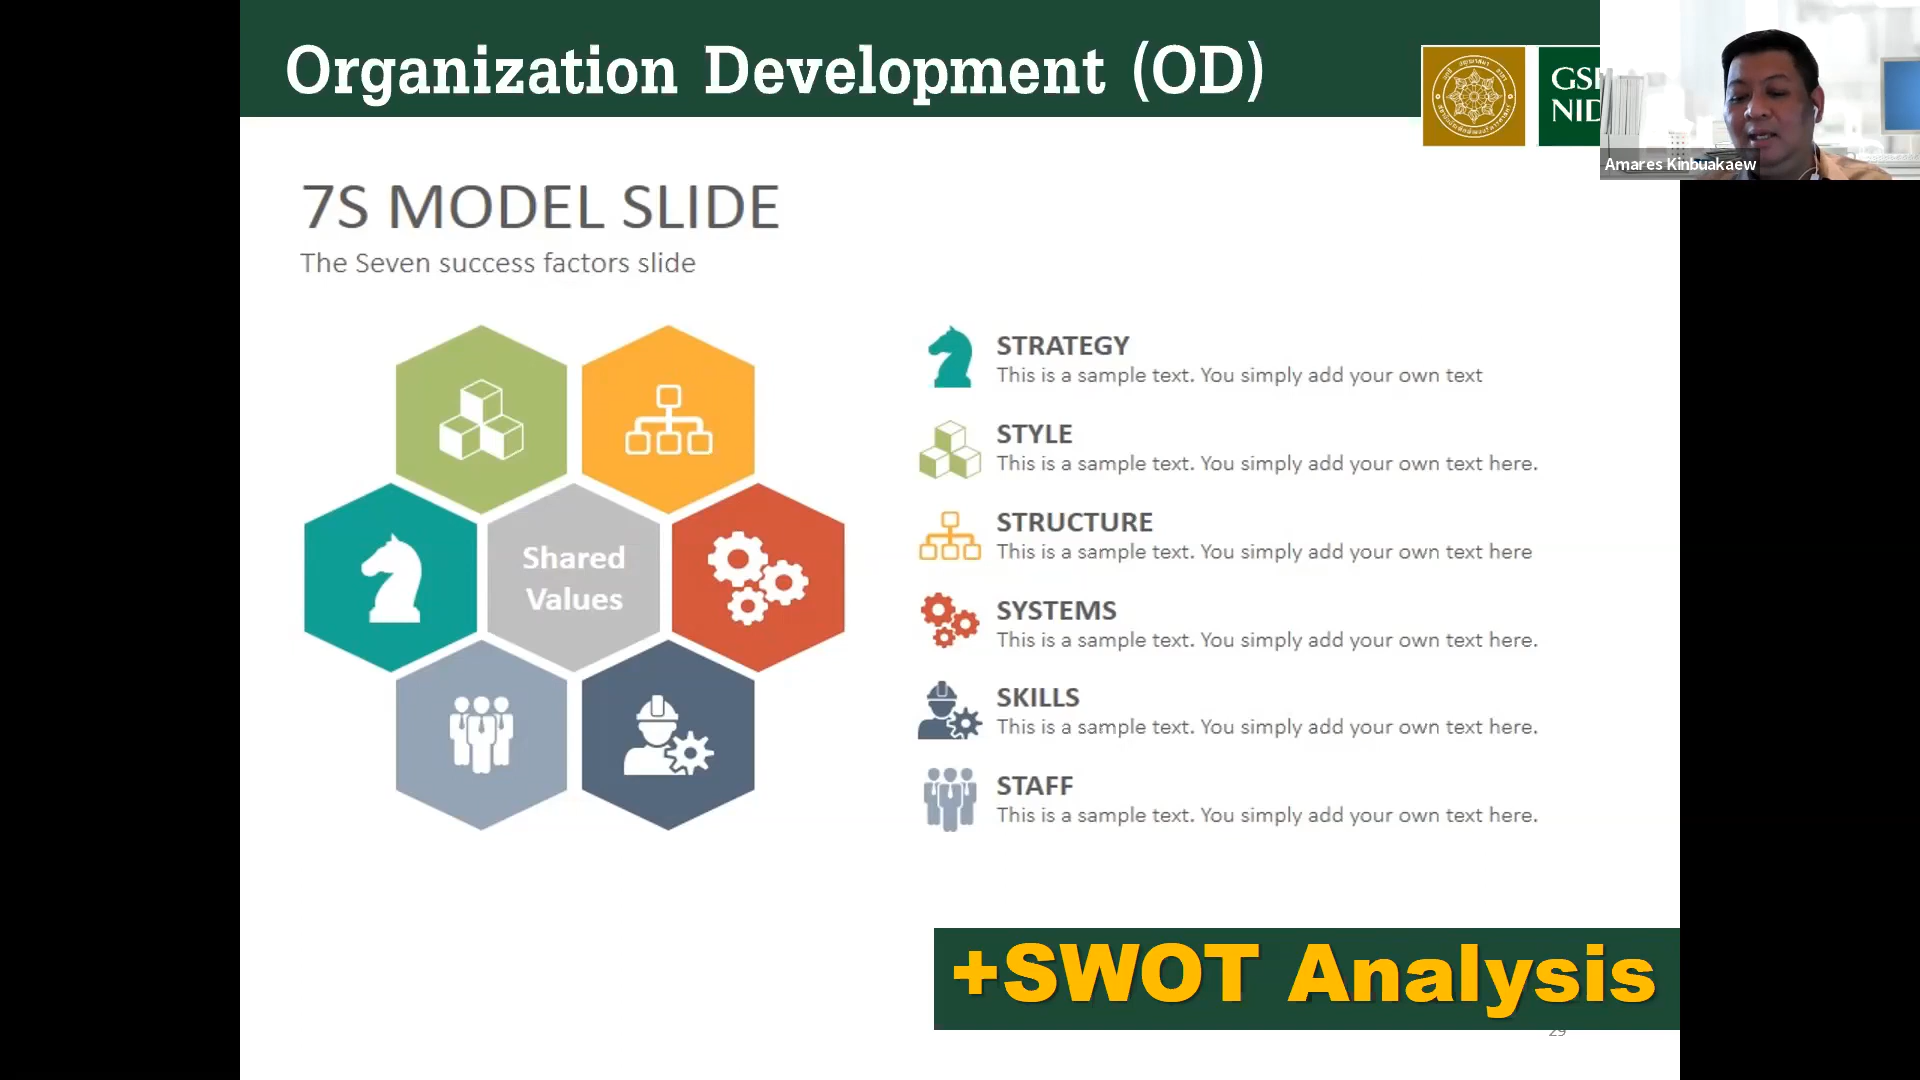 Organization Development (OD)
GS
NI
Amares Kinbuakaew
7S MODEL SLIDE
The Seven success factors slide
Shared
Values
STRATEGY
This is a sample text. You simply add your own text
STYLE
This is a sample text. You simply add your own text here.
STRUCTURE
This is a sample text. You simply add your own text here
SYSTEMS
This is a sample text. You simply add your own text here.
SKILLS
This is a sample text. You simply add your own text here.
STAFF
This is a sample text. You simply add your own text here.
+SWOT Analysis
29